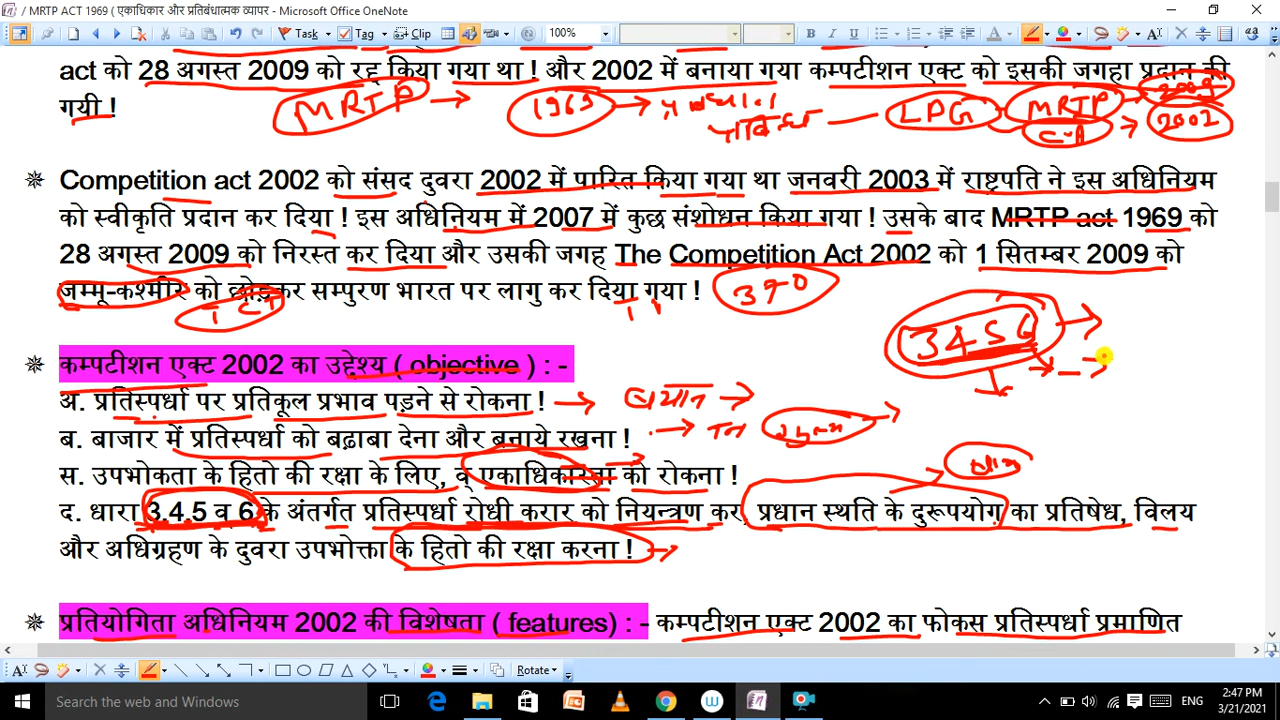 / MRTP ACT 1969 ( एकाधिकार और प्रतिबंधात्मक व्यापर - Microsoft Office OneNote
Task Tag Clip 100% B I U
act को 28 अगस्त 2009 को रद्द किया गया था ! और 2002 में बनाया गया कम्पटीशन एक्ट को इसकी जगहा प्रदान की
गयी !
MRTP 1969 LPG MRTP 2009
C-A 2002
Competition act 2002 को संसद दुवरा 2002 में पारित किया गया था जनवरी 2003 में राष्ट्रपति ने इस अधिनियम
को स्वीकृति प्रदान कर दिया ! इस अधिनियम में 2007 में कुछ संशोधन किया गया ! उसके बाद MRTP act 1969 को
28 अगस्त 2009 को निरस्त कर दिया और उसकी जगह The Competition Act 2002 को 1 सितम्बर 2009 को
जम्मू-कश्मीर को छोड़कर सम्पुरण भारत पर लागु कर दिया गया !
370
3456
कम्पटीशन एक्ट 2002 का उद्देश्य ( objective ) : -
अ. प्रतिस्पर्धा पर प्रतिकूल प्रभाव पड़ने से रोकना !
ब. बाजार में प्रतिस्पर्धा को बढ़ाबा देना और बनाये रखना !
स. उपभोकता के हितो की रक्षा के लिए, व् एकाधिकारता को रोकना !
द. धारा 3.4.5 व 6 के अंतर्गत प्रतिस्पर्धा रोधी करार को नियन्त्रण कर, प्रधान स्थति के दुरूपयोग का प्रतिषेध, विलय
और अधिग्रहण के दुवरा उपभोक्ता के हितो की रक्षा करना !
प्रतियोगिता अधिनियम 2002 की विशेषता ( features) : - कम्पटीशन एक्ट 2002 का फोकस प्रतिस्पर्धा प्रमाणित
Rotate
Search the web and Windows
ENG
2:47 PM
3/21/2021